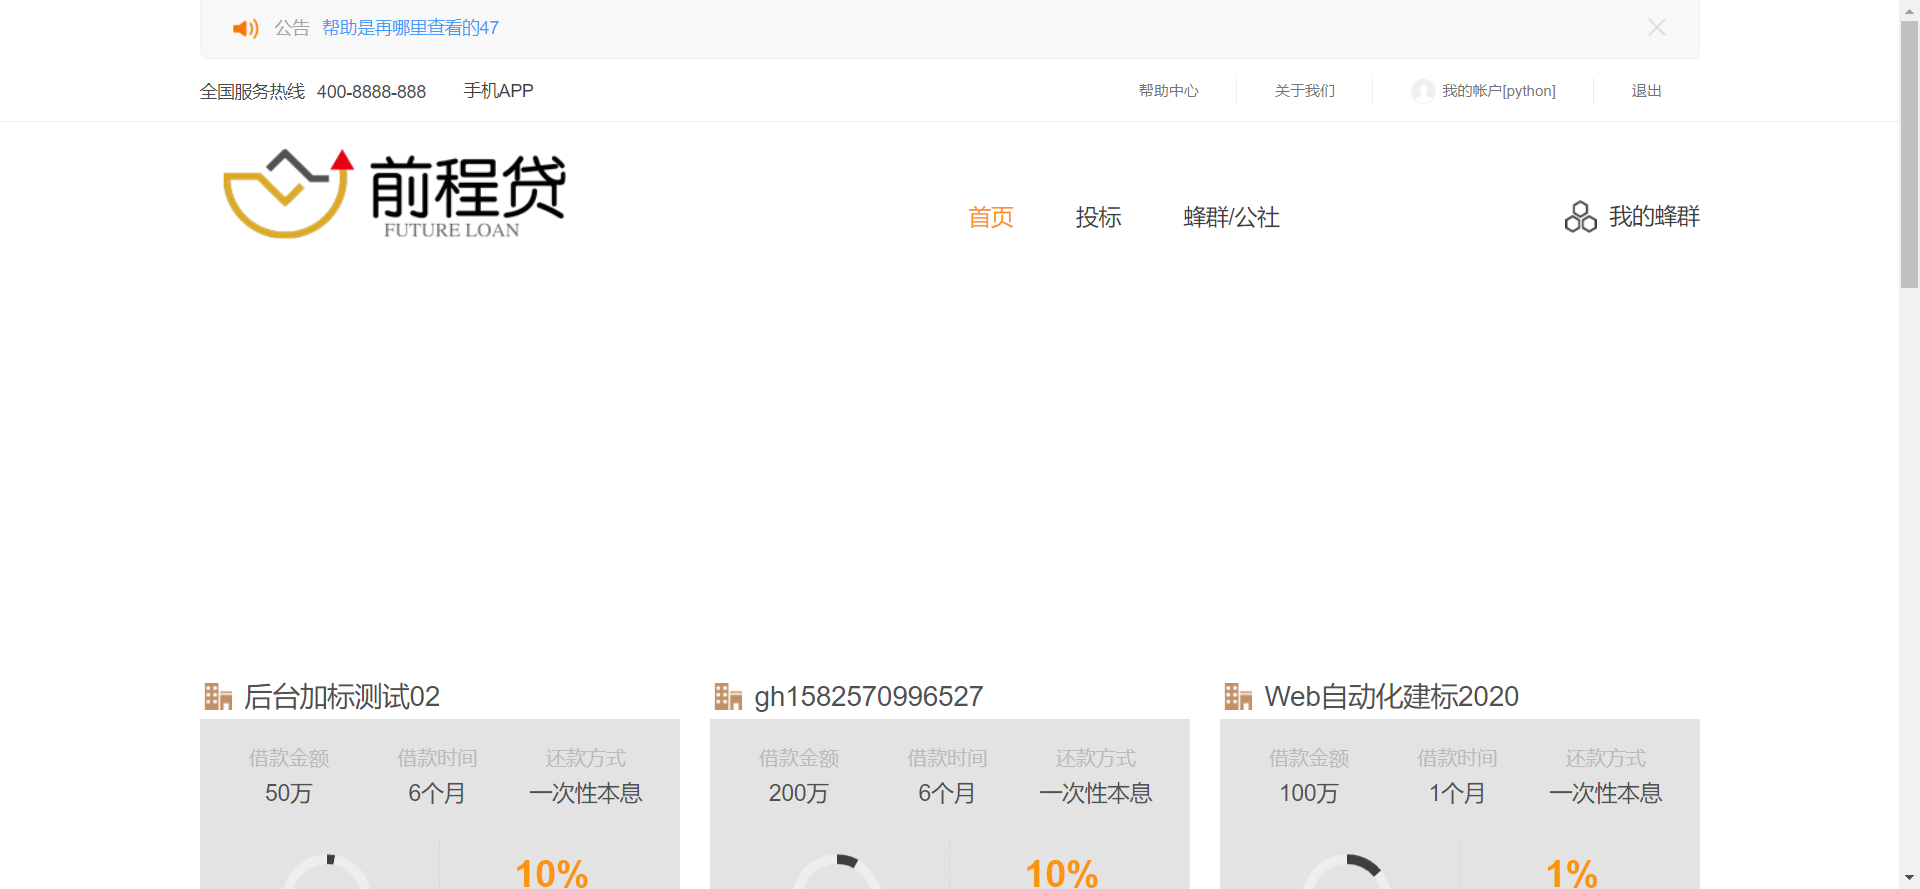 公告 帮助是再哪里查看的47
全国服务热线 400-8888-888 手机APP 帮助中心 关于我们 我的帐户[python] 退出
前程贷
FUTURE LOAN
首页 投标 蜂群/公社 我的蜂群
后台加标测试02 gh1582570996527 Web自动化建标2020
借款金额 借款时间 还款方式 借款金额 借款时间 还款方式 借款金额 借款时间 还款方式
50万 6个月 一次性本息 200万 6个月 一次性本息 100万 1个月 一次性本息
10% 10% 1%